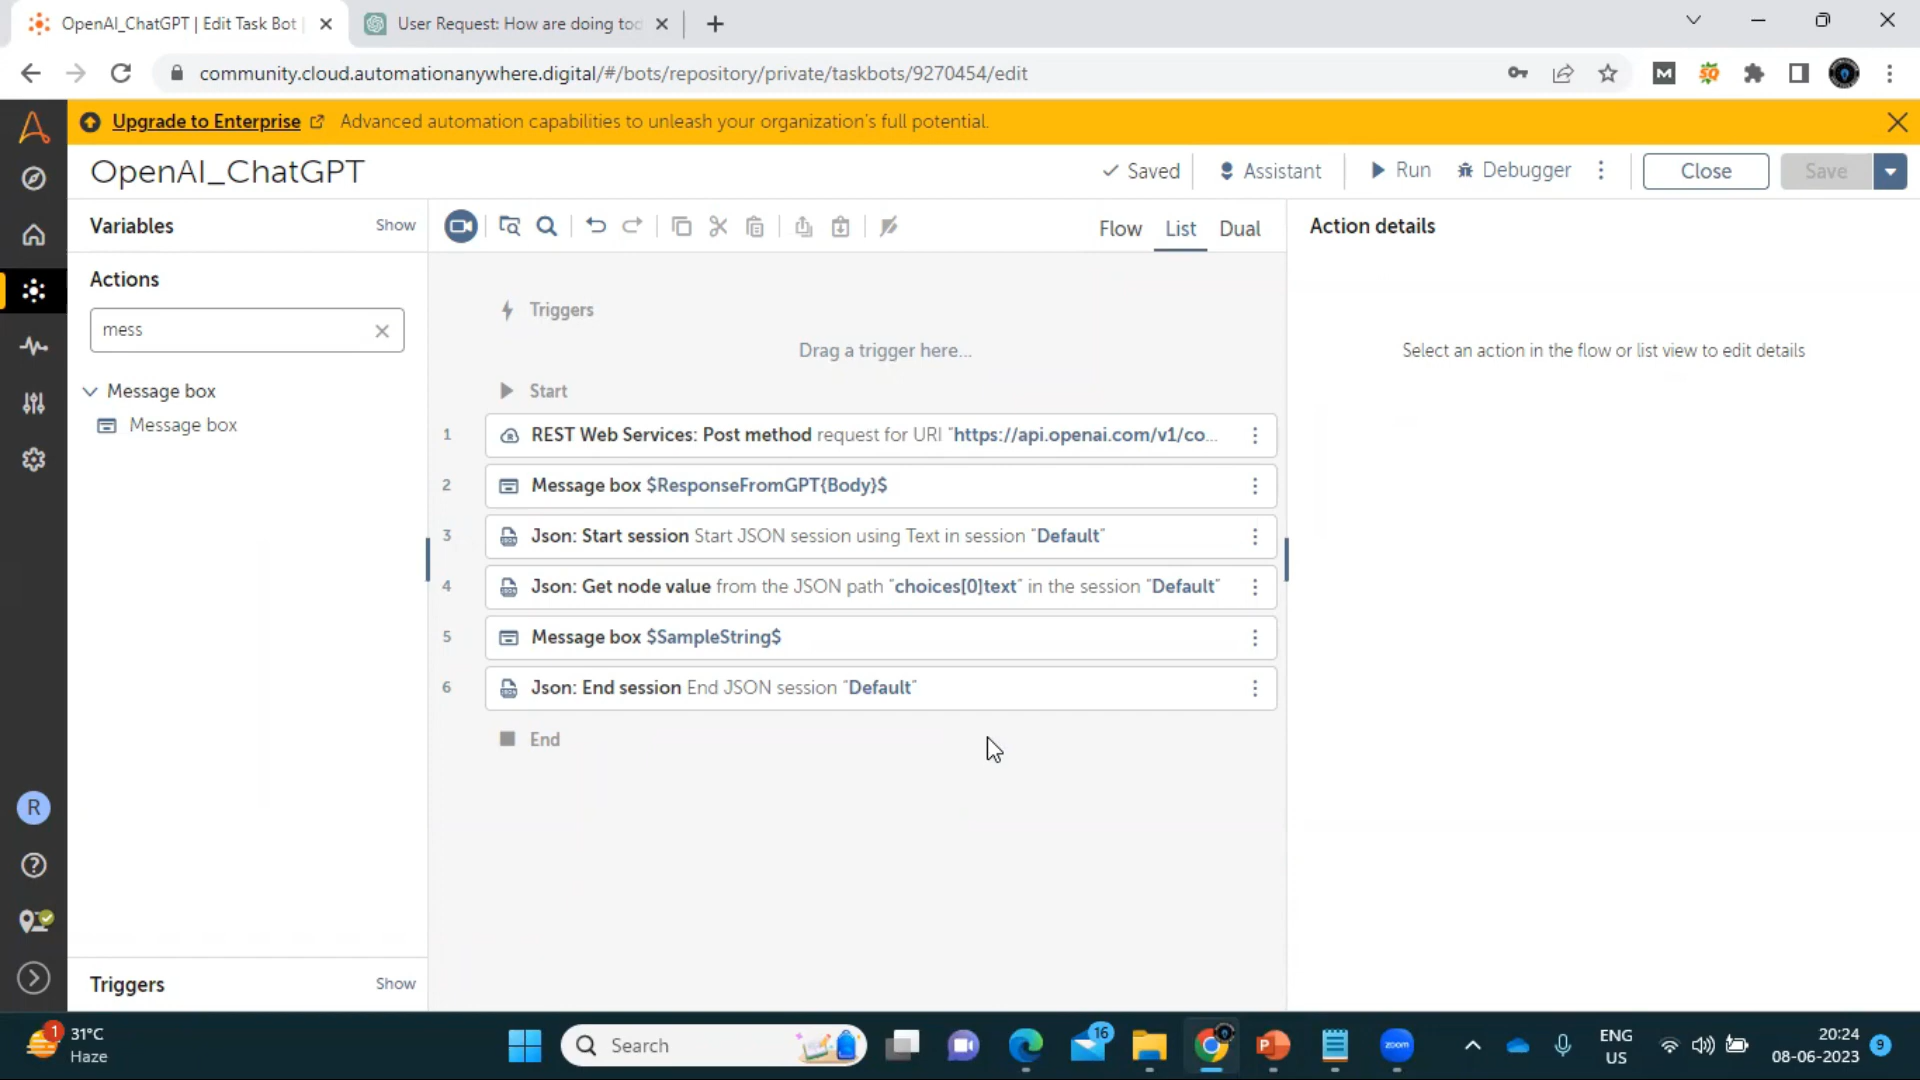 OpenAI_ChatGPT | Edit Task Bot |
User Request: How are doing tod
community.cloud.automationanywhere.digital/#/bots/repository/private/taskbots/9270454/edit
Upgrade to Enterprise Advanced automation capabilities to unleash your organization's full potential.
OpenAI_ChatGPT
Saved
Assistant
Run
Debugger
Close
Save
Variables
Show
Flow
List
Dual
Action details
Actions
mess
Message box
Message box
Triggers
Drag a trigger here...
Start
Select an action in the flow or list view to edit details
1 REST Web Services: Post method request for URI "https://api.openai.com/v1/co...
2 Message box $ResponseFromGPT{Body}$
3 Json: Start session Start JSON session using Text in session "Default"
4 Json: Get node value from the JSON path "choices[0]text" in the session "Default"
5 Message box $SampleString$
6 Json: End session End JSON session "Default"
End
R
Triggers
Show
1
31°C
Haze
Search
16
zoom
ENG
US
20:24
08-06-2023
9